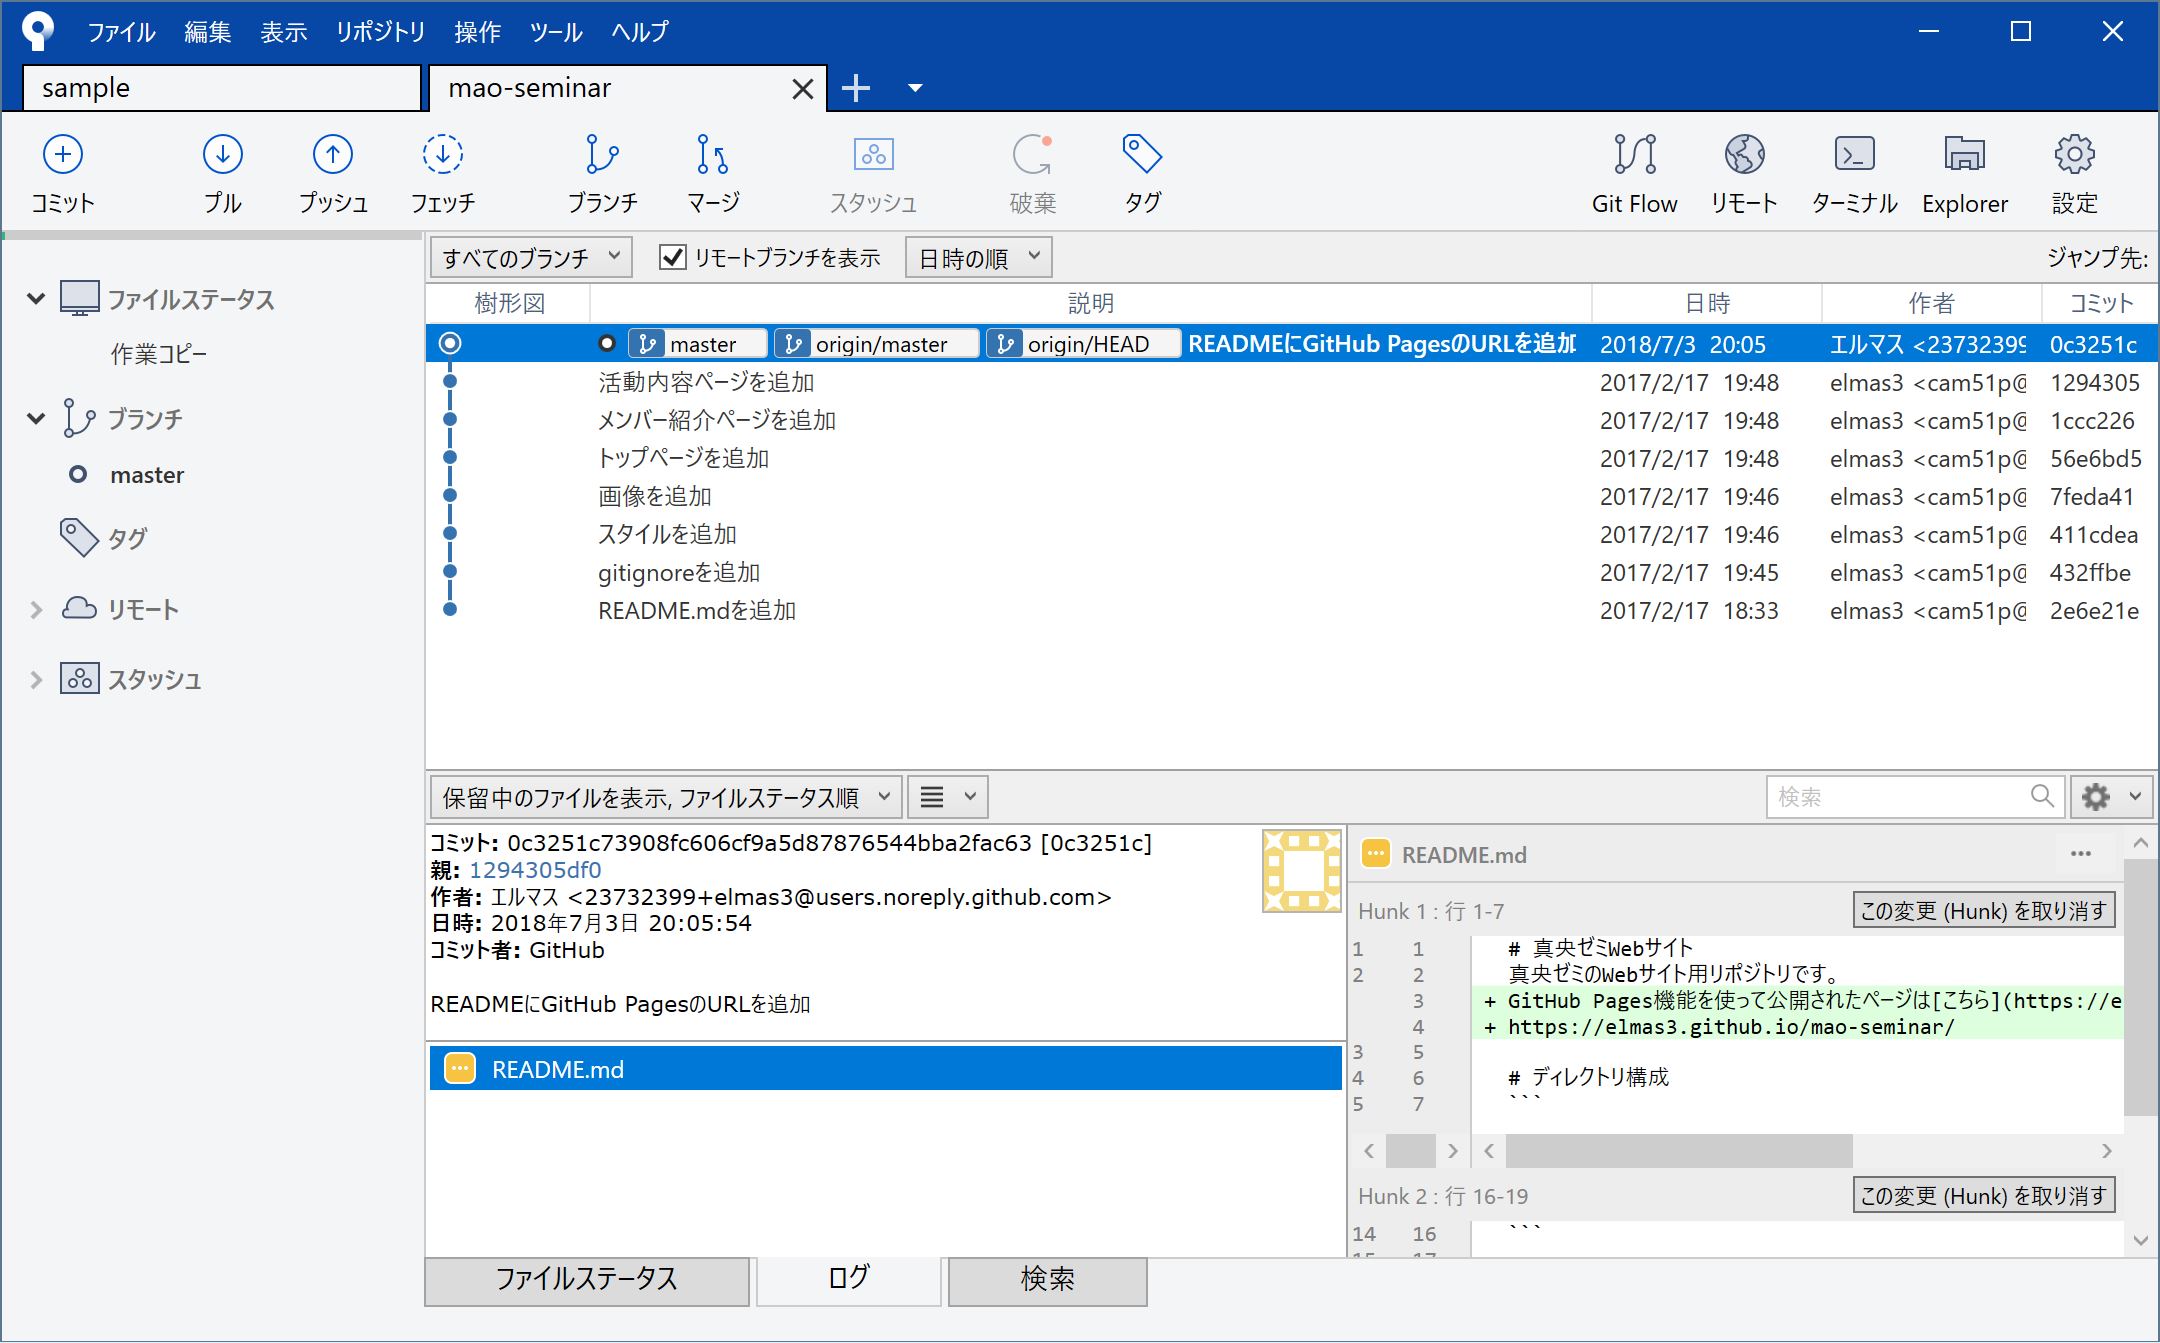 ファイル 編集 表示 リポジトリ 操作 ツール ヘルプ
sample
mao-seminar
コミット プル プッシュ フェッチ ブランチ マージ スタッシュ 破棄 タグ Git Flow リモート ターミナル Explorer 設定
ファイルステータス
作業コピー
ブランチ
master
タグ
リモート
スタッシュ
すべてのブランチ リモートブランチを表示 日時の順 ジャンプ先:
樹形図 説明 日時 作者 コミット
master origin/master origin/HEAD READMEにGitHub PagesのURLを追加 2018/7/3 20:05 エルマス <23732399 0c3251c
活動内容ページを追加 2017/2/17 19:48 elmas3 <cam51p@ 1294305
メンバー紹介ページを追加 2017/2/17 19:48 elmas3 <cam51p@ 1ccc226
トップページを追加 2017/2/17 19:48 elmas3 <cam51p@ 56e6bd5
画像を追加 2017/2/17 19:46 elmas3 <cam51p@ 7feda41
スタイルを追加 2017/2/17 19:46 elmas3 <cam51p@ 411cdea
gitignoreを追加 2017/2/17 19:45 elmas3 <cam51p@ 432ffbe
README.mdを追加 2017/2/17 18:33 elmas3 <cam51p@ 2e6e21e
保留中のファイルを表示, ファイルステータス順 検索
コミット: 0c3251c73908fc606cf9a5d87876544bba2fac63 [0c3251c]
親: 1294305df0
作者: エルマス <23732399+elmas3@users.noreply.github.com>
日時: 2018年7月3日 20:05:54
コミット者: GitHub
READMEにGitHub PagesのURLを追加
README.md
README.md
Hunk 1 : 行 1-7 この変更 (Hunk) を取り消す
1 1 # 真央ゼミWebサイト
2 2 真央ゼミのWebサイト用リポジトリです。
3 + GitHub Pages機能を使って公開されたページは[こちら](https://e
4 + https://elmas3.github.io/mao-seminar/
3 5
4 6 # ディレクトリ構成
5 7 ```
Hunk 2 : 行 16-19 この変更 (Hunk) を取り消す
14 16 ```
ファイルステータス ログ 検索